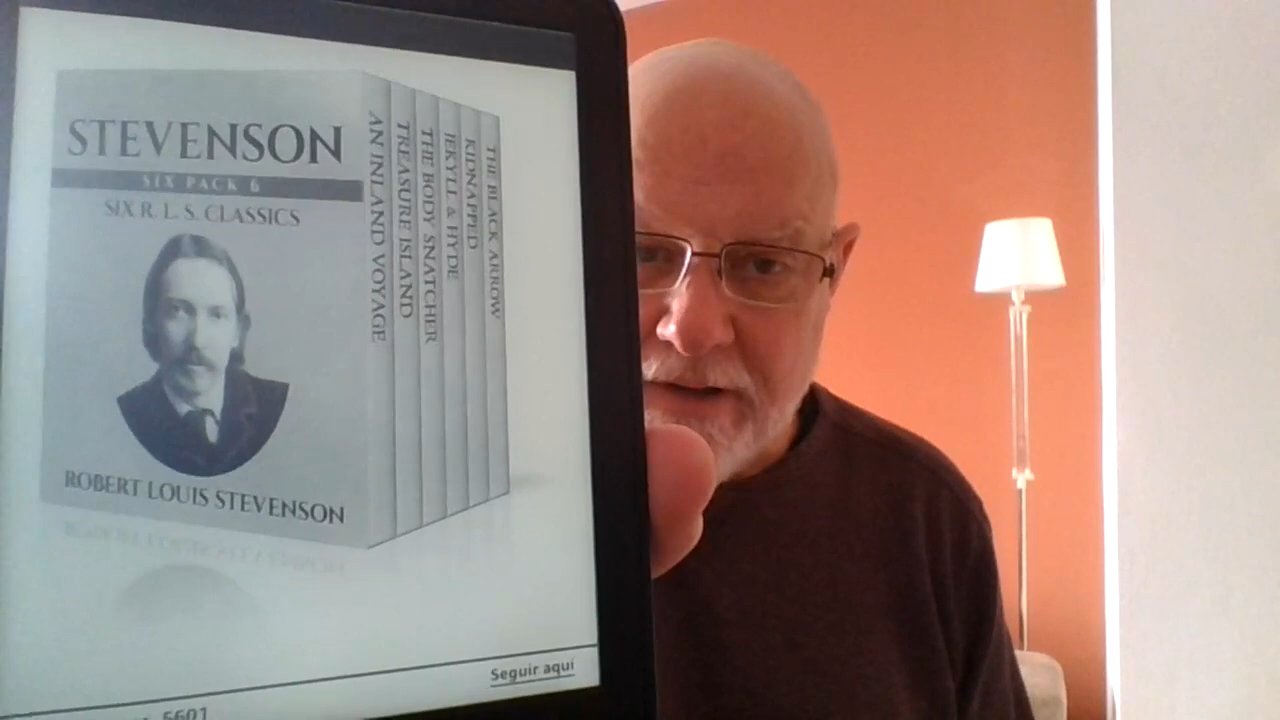 STEVENSON
SIX PACK 6
SIX R. L. S. CLASSICS
ROBERT LOUIS STEVENSON
AN INLAND VOYAGE
TREASURE ISLAND
THE BODY SNATCHER
JEKYLL & HYDE
KIDNAPPED
THE BLACK ARROW
Seguir aquí
5601